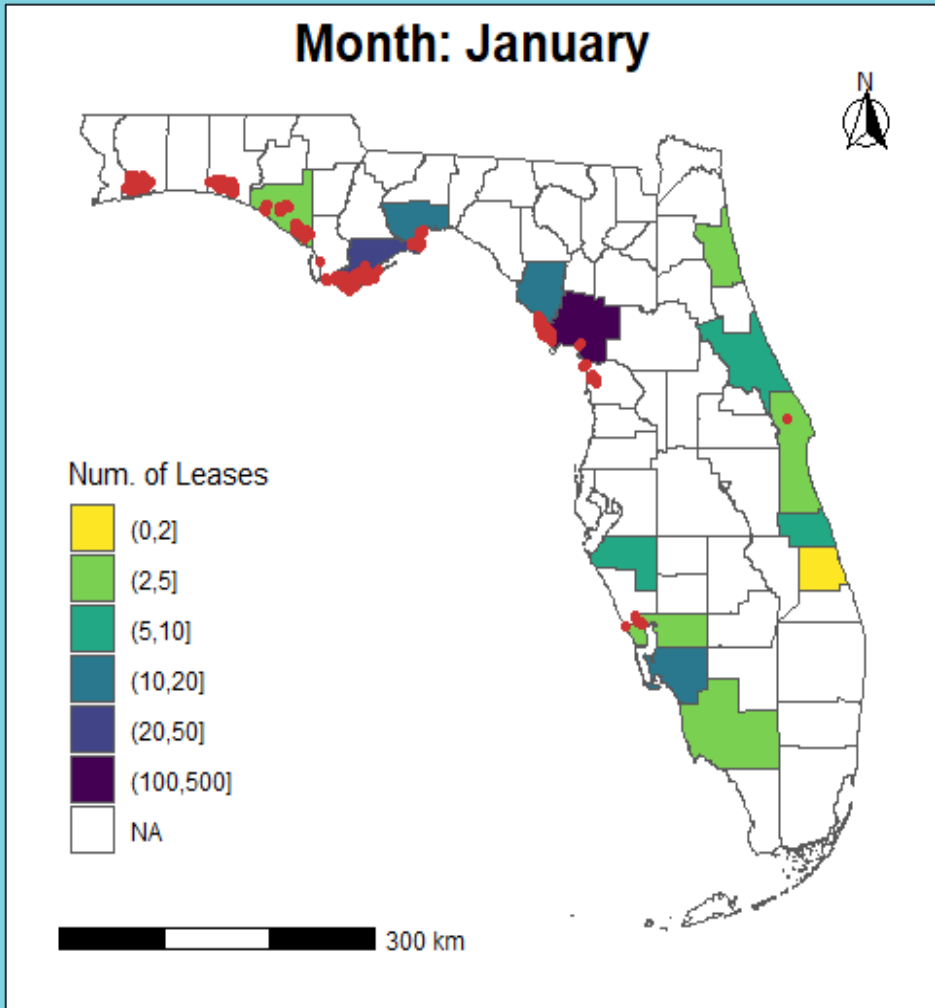 Month: January
N
Num. of Leases
(0,2]
(2,5]
(5,10]
(10,20]
(20,50]
(100,500]
NA
300 km